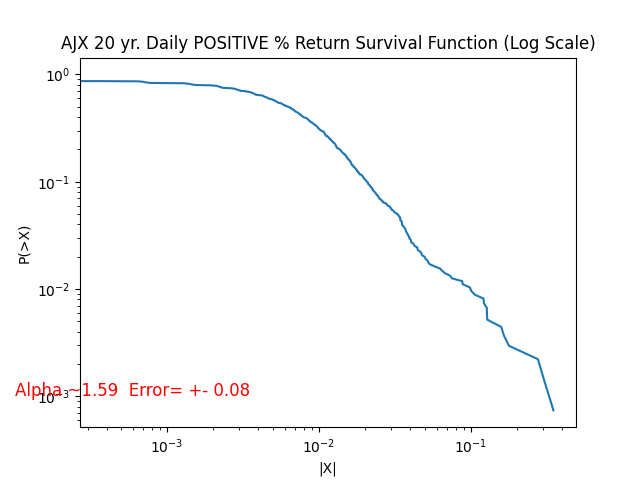 AJX 20 yr. Daily POSITIVE % Return Survival Function (Log Scale)
10⁰
10⁻¹
P(>X)
10⁻²
10⁻³
Alpha ~1.59 Error= +- 0.08
10⁻³ 10⁻² 10⁻¹
|X|